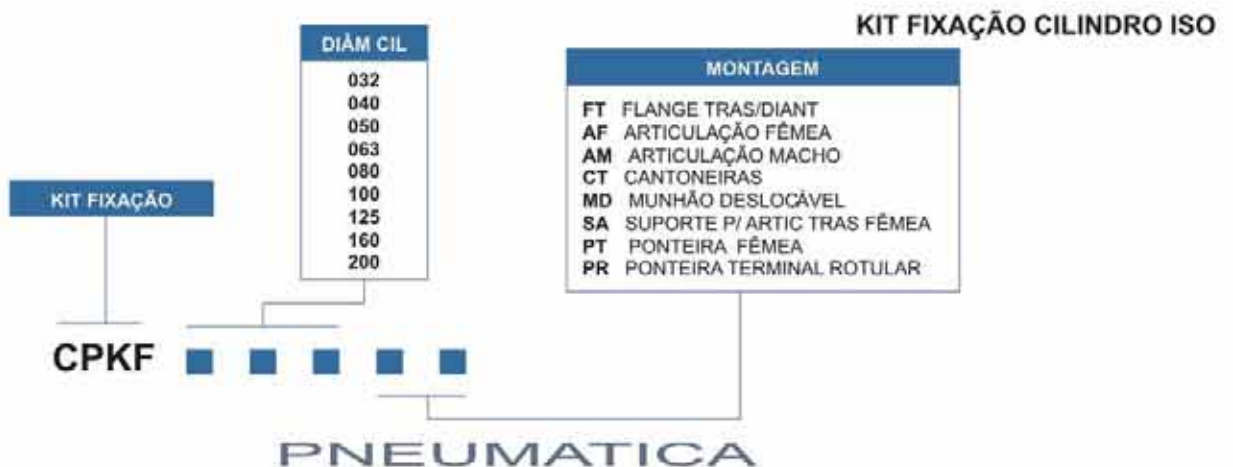 KIT FIXAÇÃO CILINDRO ISO
DIÂM CIL
032
040
050
063
080
100
125
160
200
MONTAGEM
FT FLANGE TRAS/DIANT
AF ARTICULAÇÃO FÊMEA
AM ARTICULAÇÃO MACHO
CT CANTONEIRAS
MD MUNHÃO DESLOCÁVEL
SA SUPORTE P/ ARTIC TRAS FÊMEA
PT PONTEIRA FÊMEA
PR PONTEIRA TERMINAL ROTULAR
KIT FIXAÇÃO
CPKF
PNEUMATICA